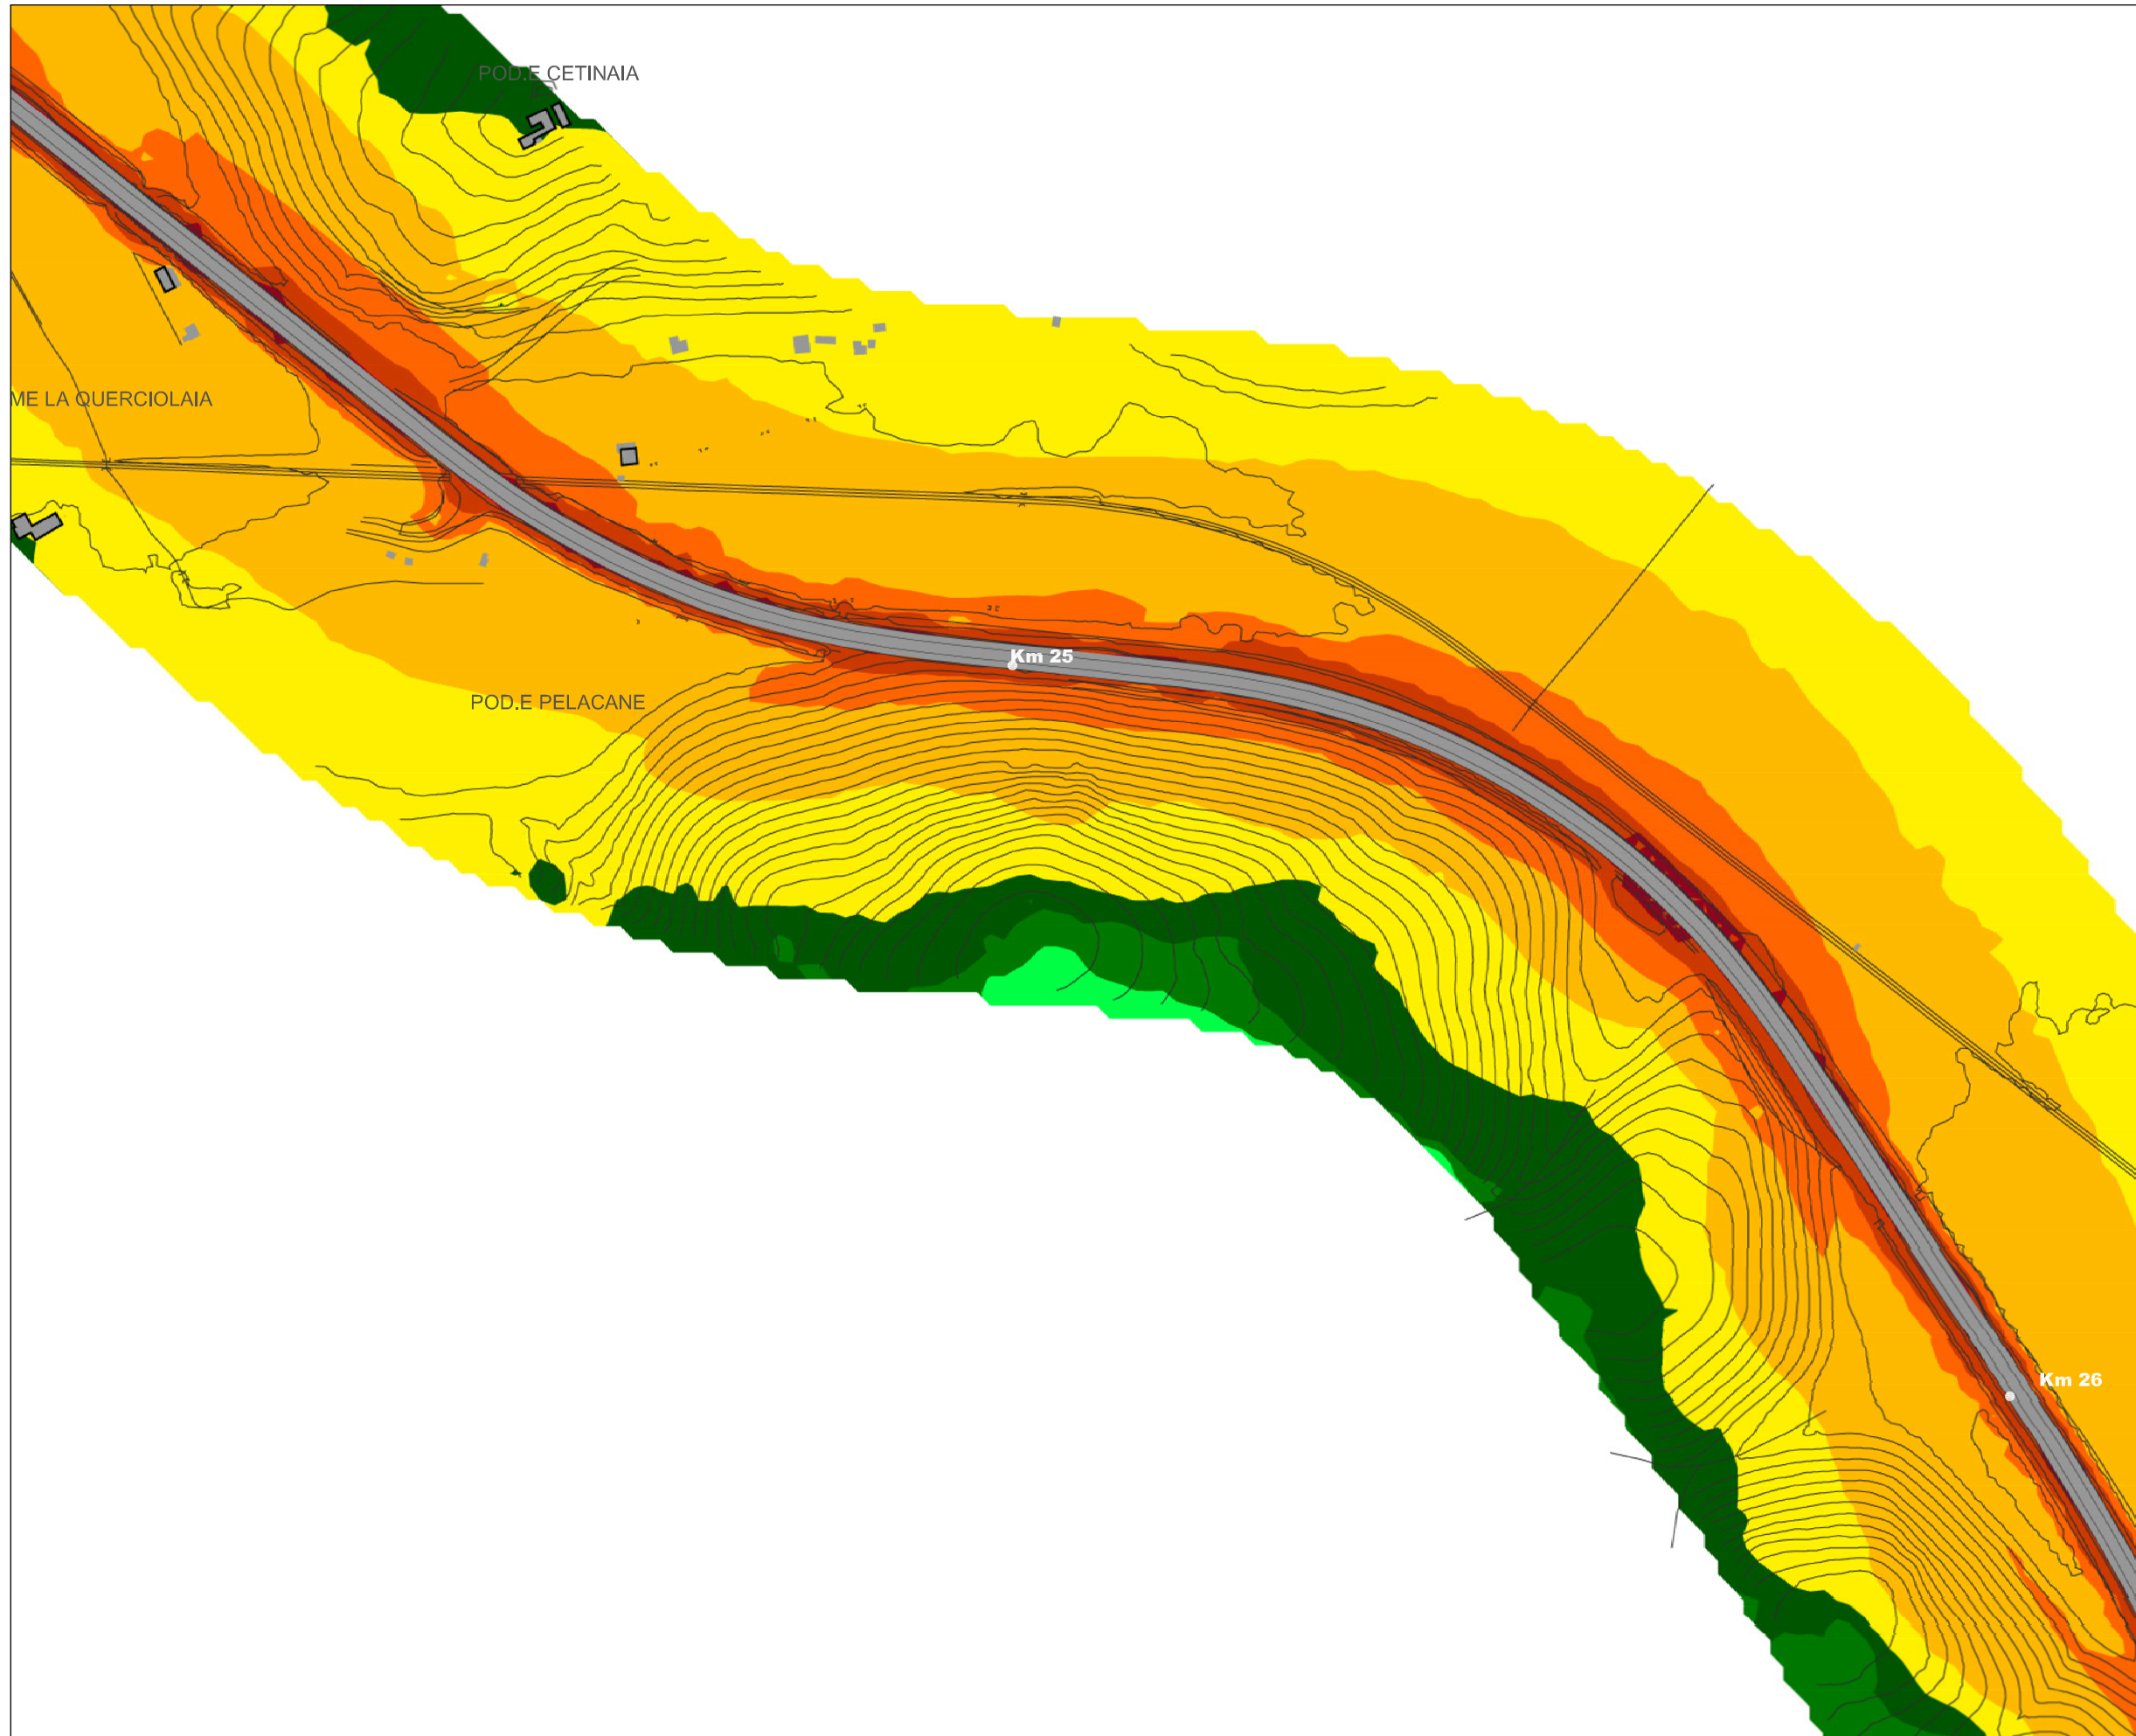 POD.E CETINAIA
ME LA QUERCIOLAIA
Km 25
POD.E PELACANE
Km 26